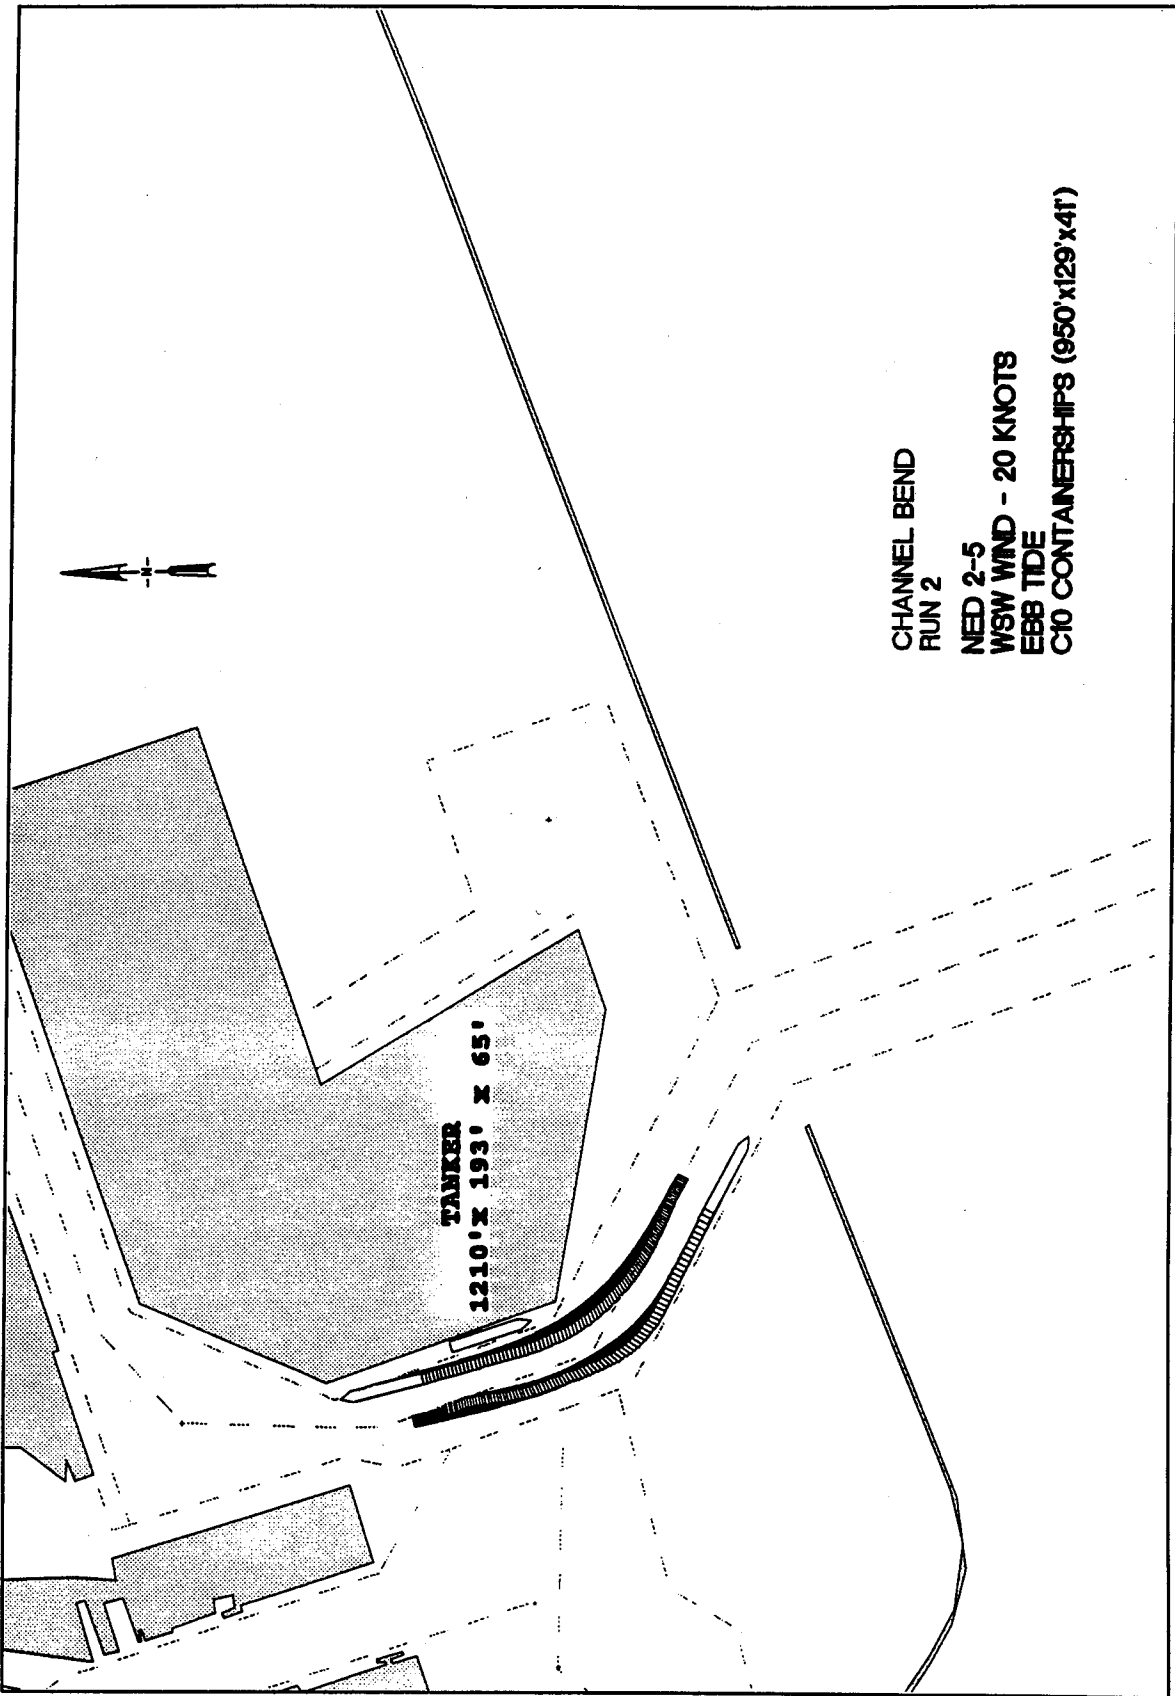 -N-
TANKER
1210'x 193' x 65'
CHANNEL BEND
RUN 2
NED 2-5
WSW WIND - 20 KNOTS
EBB TIDE
C10 CONTAINERSHIPS (950'x129'x41')